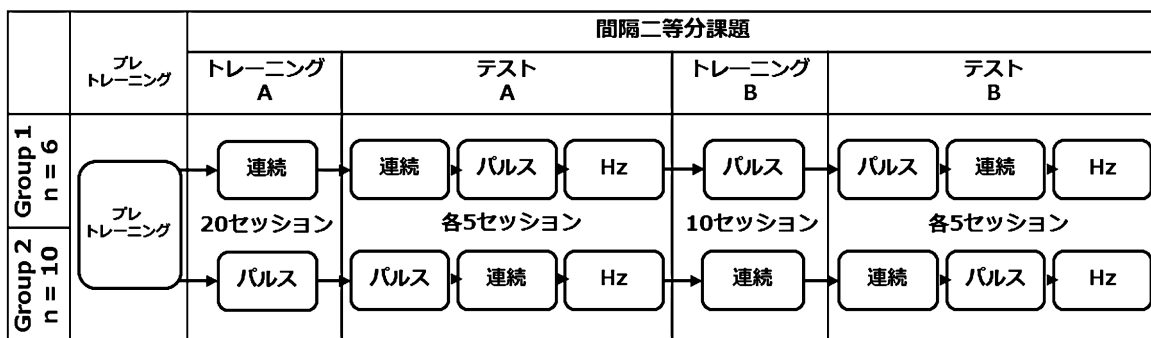 間隔二等分課題
プレ
トレーニング
トレーニング
A
テスト
A
トレーニング
B
テスト
B
Group 1
n = 6
連続
連続
パルス
Hz
パルス
パルス
連続
Hz
プレ
トレーニング
20セッション
各5セッション
10セッション
各5セッション
Group 2
n = 10
パルス
パルス
連続
Hz
連続
連続
パルス
Hz